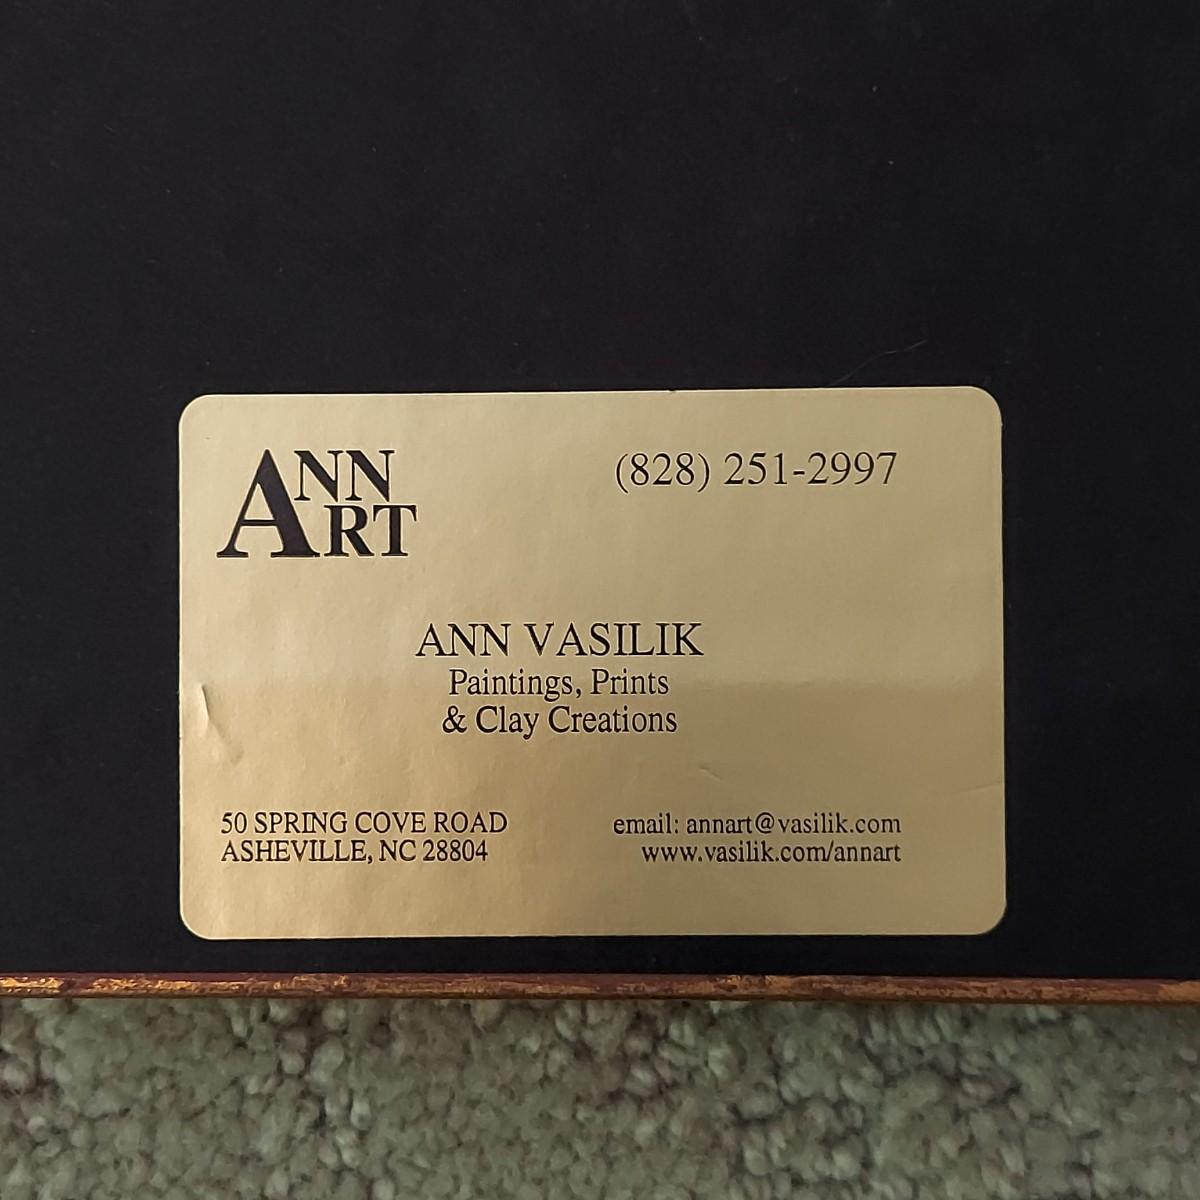 ANN ART
(828) 251-2997
ANN VASILIK
Paintings, Prints
& Clay Creations
50 SPRING COVE ROAD
ASHEVILLE, NC 28804
email: annart@vasilik.com
www.vasilik.com/annart